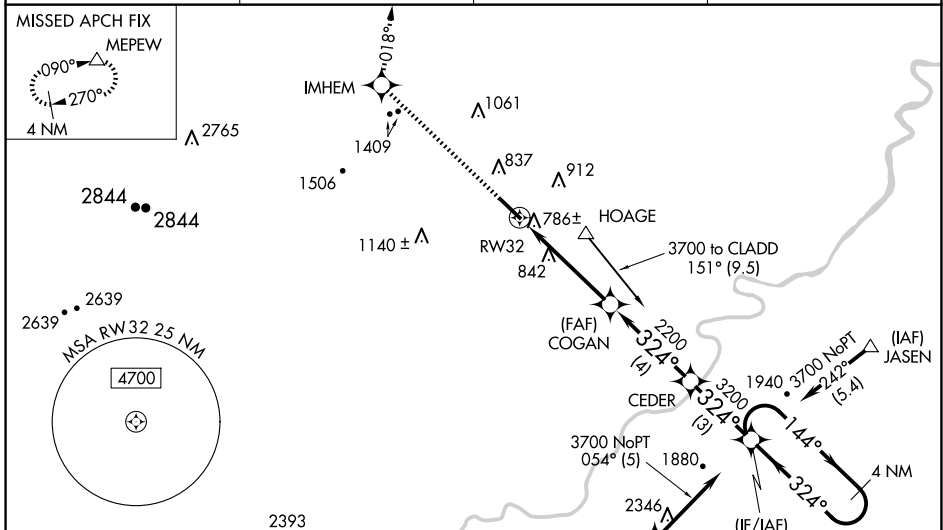 MISSED APCH FIX
MEPEW
090°
270°
4 NM
018°
IMHEM
2765
1061
1409
837
912
1506
2844
2844
786±
HOAGE
1140 ±
RW32
842
3700 to CLADD
151° (9.5)
2639
2639
MSA RW 32 25 NM
4700
(FAF)
COGAN
2200
324°
(4)
CEDER
3200
324°
(3)
1940
3700 NoPT
242°
(5.4)
(IAF)
JASEN
144°
324°
4 NM
3700 NoPT
054° (5)
1880
2346
2393
(IF/IAF)